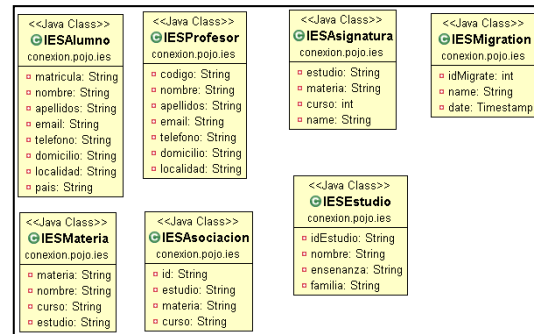 <<Java Class>>
IESAlumno
conexion.pojo.ies
matricula: String
nombre: String
apellidos: String
email: String
telefono: String
domicilio: String
localidad: String
pais: String
<<Java Class>>
IESProfesor
conexion.pojo.ies
codigo: String
nombre: String
apellidos: String
email: String
telefono: String
domicilio: String
localidad: String
<<Java Class>>
IESAsignatura
conexion.pojo.ies
estudio: String
materia: String
curso: int
name: String
<<Java Class>>
IESMigration
conexion.pojo.ies
idMigrate: int
name: String
date: Timestamp
<<Java Class>>
IESMateria
conexion.pojo.ies
materia: String
nombre: String
curso: String
estudio: String
<<Java Class>>
IESAsociacion
conexion.pojo.ies
id: String
estudio: String
materia: String
curso: String
<<Java Class>>
IESEstudio
conexion.pojo.ies
idEstudio: String
nombre: String
ensenanza: String
familia: String